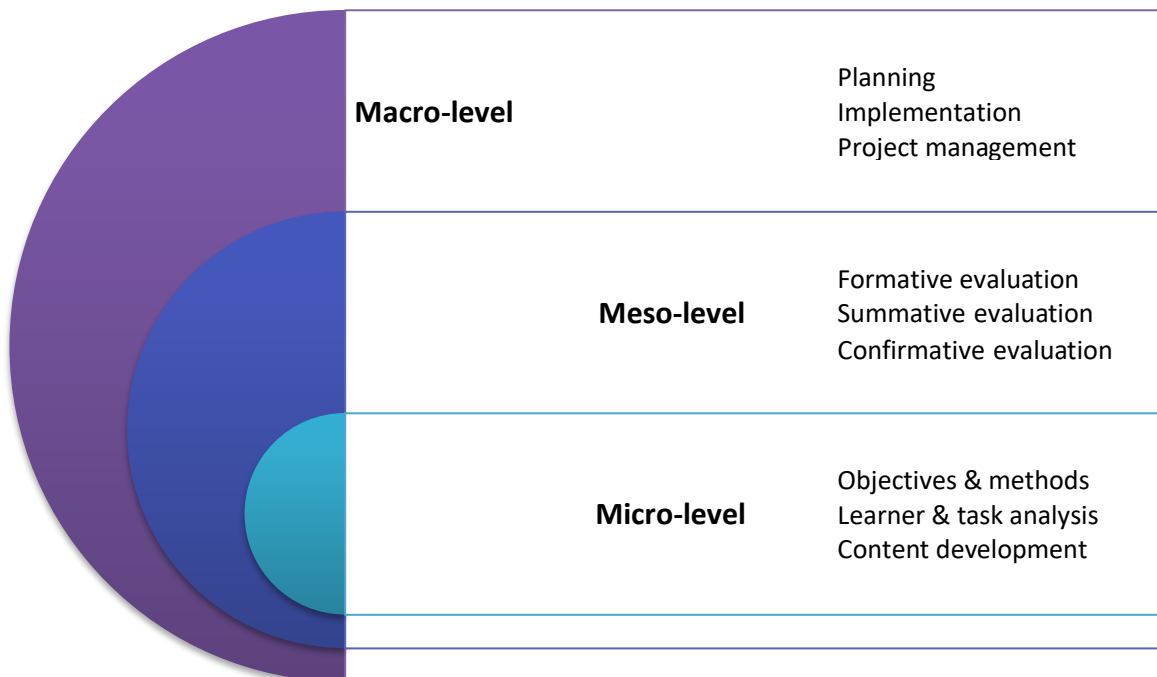 Macro-level
Planning
Implementation
Project management
Meso-level
Formative evaluation
Summative evaluation
Confirmative evaluation
Micro-level
Objectives & methods
Learner & task analysis
Content development